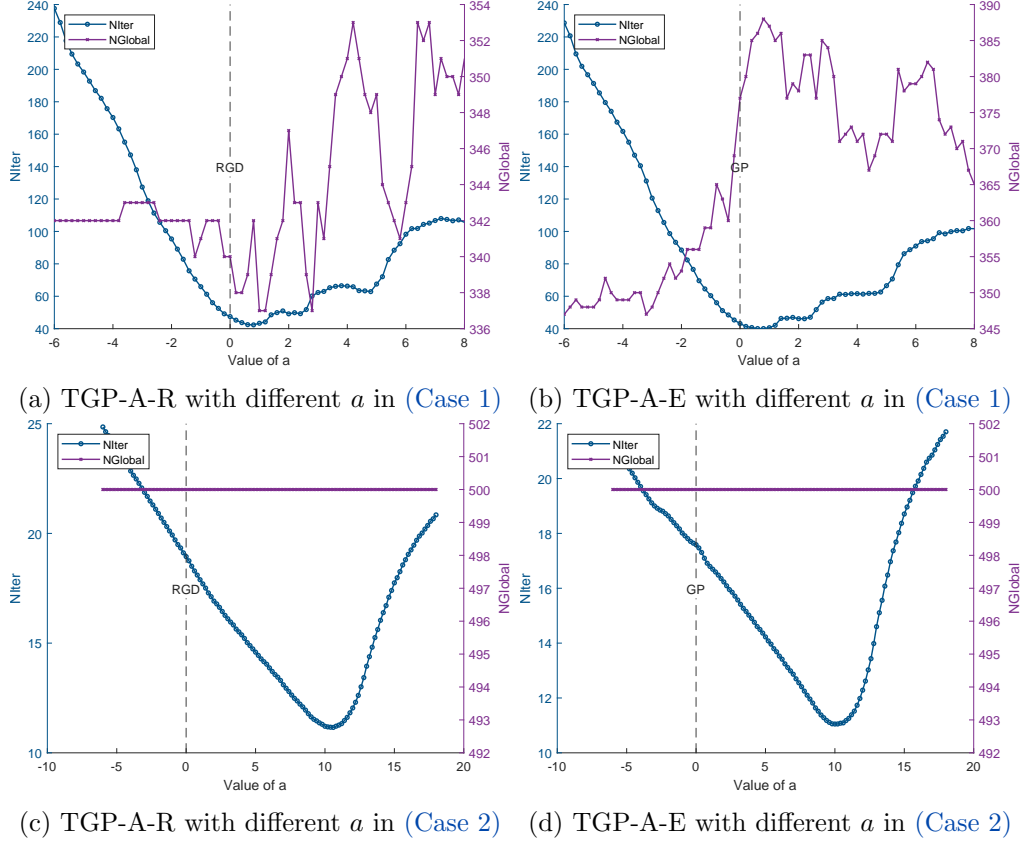 240
220
200
180
160
140
120
100
80
60
40
NIter
NIter
NGlobal
RGD
354
352
350
348
346
344
342
340
338
336
NGlobal
-6 -4 -2 0 2 4 6 8
Value of a
(a) TGP-A-R with different a in (Case 1)
240
220
200
180
160
140
120
100
80
60
40
NIter
NIter
NGlobal
GP
390
385
380
375
370
365
360
355
350
345
NGlobal
-6 -4 -2 0 2 4 6 8
Value of a
(b) TGP-A-E with different a in (Case 1)
25
20
15
10
NIter
NIter
NGlobal
RGD
502
501
500
499
498
497
496
495
494
493
492
NGlobal
-10 -5 0 5 10 15 20
Value of a
(c) TGP-A-R with different a in (Case 2)
22
20
18
16
14
12
10
NIter
NIter
NGlobal
GP
502
501
500
499
498
497
496
495
494
493
492
NGlobal
-10 -5 0 5 10 15 20
Value of a
(d) TGP-A-E with different a in (Case 2)